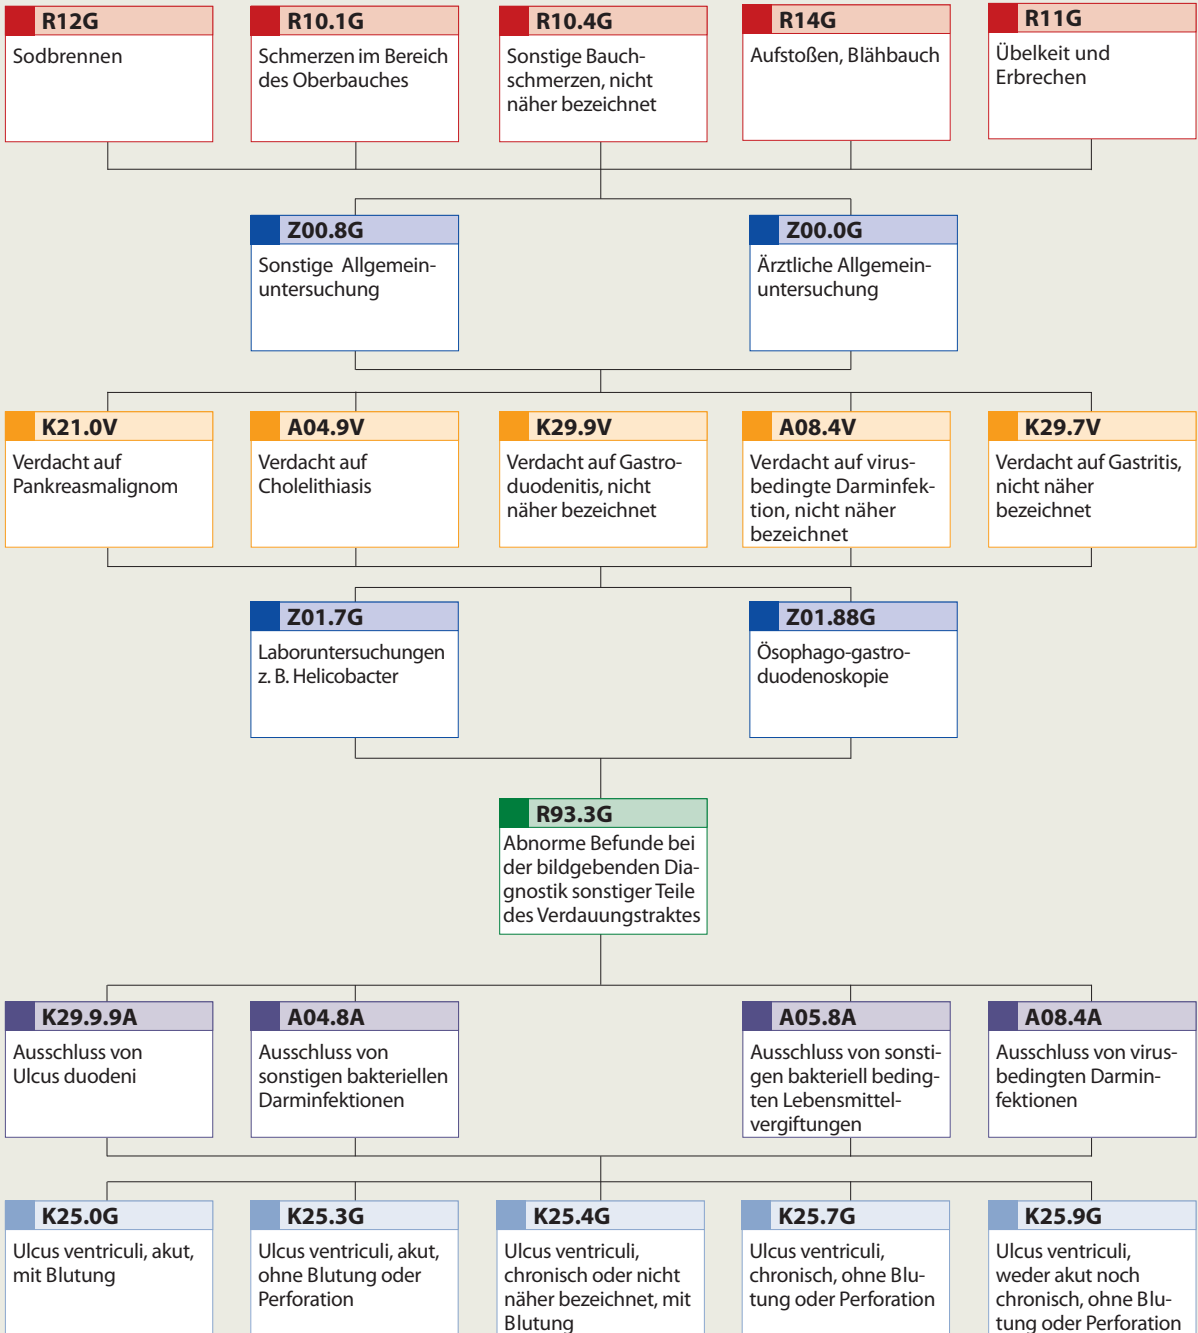 R12G
Sodbrennen
R10.1G
Schmerzen im Bereich
des Oberbauches
R10.4G
Sonstige Bauch-
schmerzen, nicht
näher bezeichnet
R14G
Aufstoßen, Blähbauch
R11G
Übelkeit und
Erbrechen
Z00.8G
Sonstige Allgemein-
untersuchung
Z00.0G
Ärztliche Allgemein-
untersuchung
K21.0V
Verdacht auf
Pankreasmalignom
A04.9V
Verdacht auf
Cholelithiasis
K29.9V
Verdacht auf Gastro-
duodenitis, nicht
näher bezeichnet
A08.4V
Verdacht auf virus-
bedingte Darminfek-
tion, nicht näher
bezeichnet
K29.7V
Verdacht auf Gastritis,
nicht näher
bezeichnet
Z01.7G
Laboruntersuchungen
z. B. Helicobacter
Z01.88G
Ösophago-gastro-
duodenoskopie
R93.3G
Abnorme Befunde bei
der bildgebenden Dia-
gnostik sonstiger Teile
des Verdauungstraktes
K29.9.9A
Ausschluss von
Ulcus duodeni
A04.8A
Ausschluss von
sonstigen bakteriellen
Darminfektionen
A05.8A
Ausschluss von sonsti-
gen bakteriell beding-
ten Lebensmittel-
vergiftungen
A08.4A
Ausschluss von virus-
bedingten Darmin-
fektionen
K25.0G
Ulcus ventriculi, akut,
mit Blutung
K25.3G
Ulcus ventriculi, akut,
ohne Blutung oder
Perforation
K25.4G
Ulcus ventriculi,
chronisch oder nicht
näher bezeichnet, mit
Blutung
K25.7G
Ulcus ventriculi,
chronisch, ohne Blu-
tung oder Perforation
K25.9G
Ulcus ventriculi,
weder akut noch
chronisch, ohne Blu-
tung oder Perforation